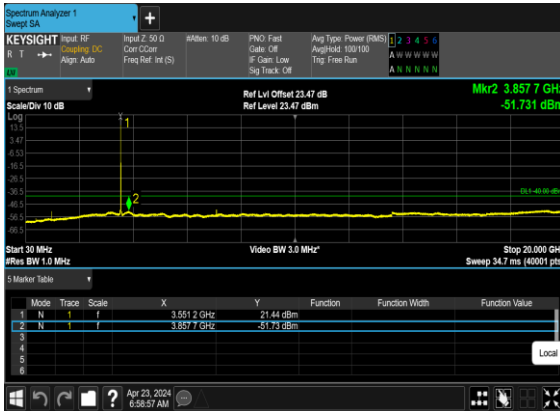 Spectrum Analyzer 1
Swept SA
+
KEYSIGHT Input: RF Input Z: 50 Ω #Atten: 10 dB PNO: Fast Avg Type: Power (RMS) 1 2 3 4 5 6
R T Coupling: DC Corr CCorr Gate: Off Avg|Hold: 100/100 A W W W W W
Align: Auto Freq Ref: Int (S) IF Gain: Low Trig: Free Run
Sig Track: Off A N N N N N
1 Spectrum
Scale/Div 10 dB
Ref Lvl Offset 23.47 dB
Ref Level 23.47 dBm
Mkr2 3.857 7 GHz
-51.731 dBm
Log
13.5
3.47
-6.53
-16.5
-26.5
-36.5
-46.5
-56.5
-66.5
1
2
DL1 -40.00 dBm
Start 30 MHz Video BW 3.0 MHz* Stop 20.000 GHz
#Res BW 1.0 MHz Sweep 34.7 ms (40001 pts)
5 Marker Table
Mode Trace Scale X Y Function Function Width Function Value
1 N 1 f 3.551 2 GHz 21.44 dBm
2 N 1 f 3.857 7 GHz -51.73 dBm
3
4
5
6
Local
? Apr 23, 2024
6:58:57 AM